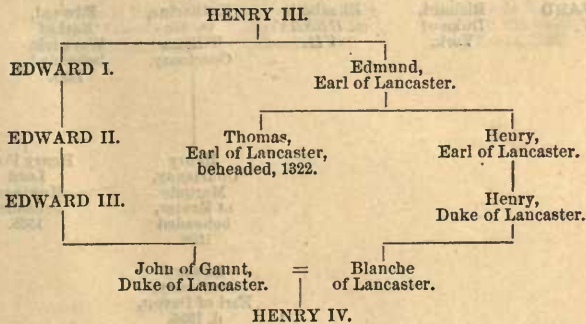 HENRY III.
EDWARD I.
Edmund,
Earl of Lancaster.
EDWARD II.
Thomas,
Earl of Lancaster,
beheaded, 1322.
Henry,
Earl of Lancaster.
EDWARD III.
Henry,
Duke of Lancaster.
John of Gaunt,
Duke of Lancaster.
=
Blanche
of Lancaster.
HENRY IV.